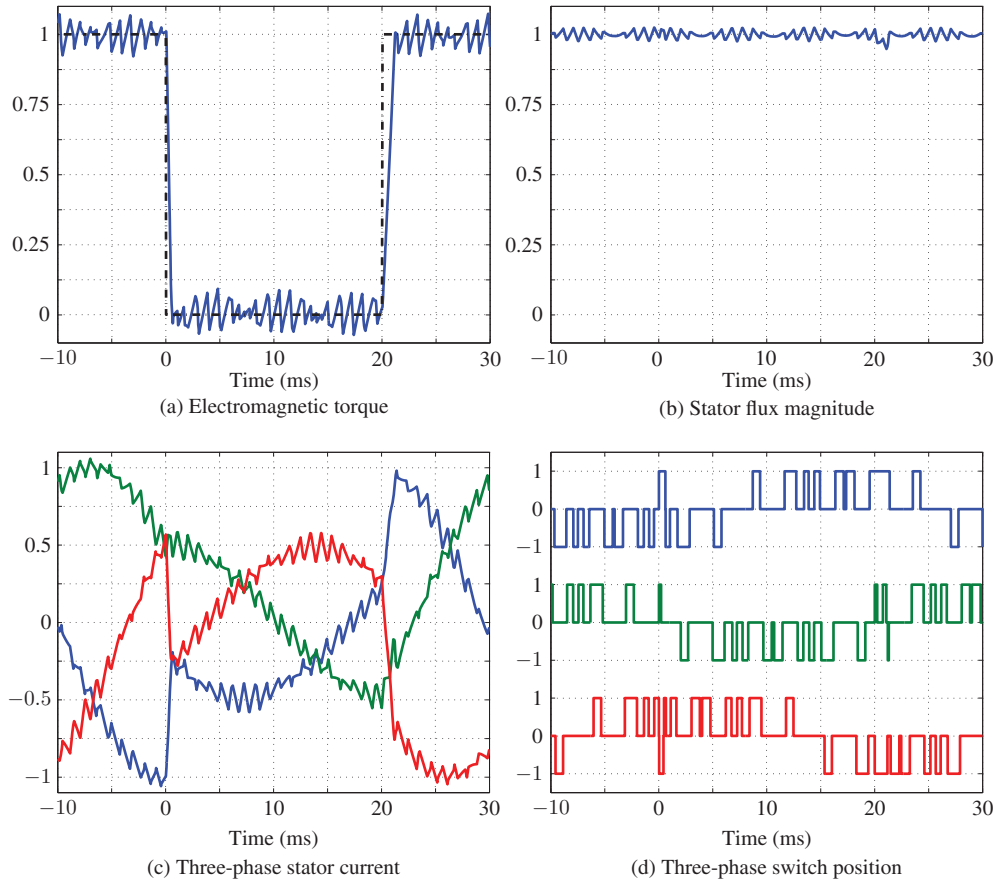 1
0.75
0.5
0.25
0
−10 0 10 20 30
Time (ms)
(a) Electromagnetic torque
1
0.75
0.5
0.25
0
−10 0 10 20 30
Time (ms)
(b) Stator flux magnitude
1
0.5
0
−0.5
−1
−10 0 10 20 30
Time (ms)
(c) Three-phase stator current
1
0
−1
1
0
−1
1
0
−1
−10 0 10 20 30
Time (ms)
(d) Three-phase switch position